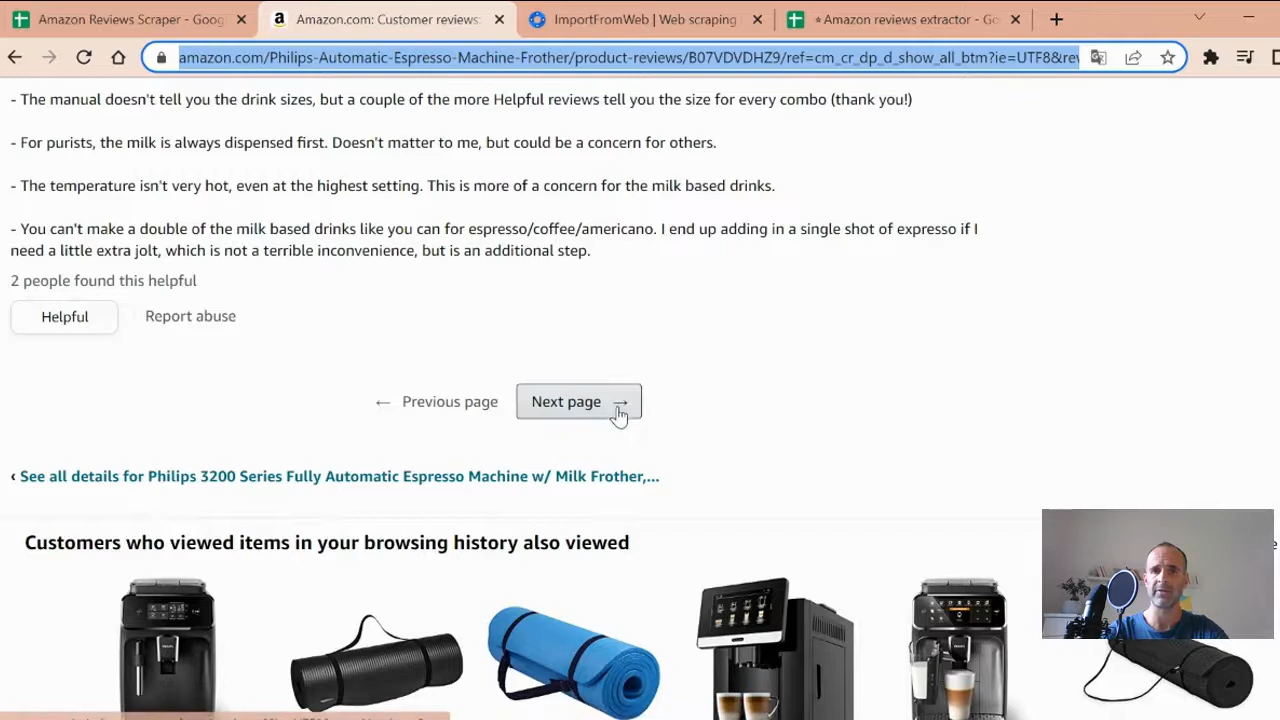 Amazon Reviews Scraper - Goog
Amazon.com: Customer reviews:
ImportFromWeb | Web scraping
⭐Amazon reviews extractor - Go
amazon.com/Philips-Automatic-Espresso-Machine-Frother/product-reviews/B07VDVDHZ9/ref=cm_cr_dp_d_show_all_btm?ie=UTF8&rev
- The manual doesn't tell you the drink sizes, but a couple of the more Helpful reviews tell you the size for every combo (thank you!)
- For purists, the milk is always dispensed first. Doesn't matter to me, but could be a concern for others.
- The temperature isn't very hot, even at the highest setting. This is more of a concern for the milk based drinks.
- You can't make a double of the milk based drinks like you can for espresso/coffee/americano. I end up adding in a single shot of expresso if I
need a little extra jolt, which is not a terrible inconvenience, but is an additional step.
2 people found this helpful
Helpful
Report abuse
← Previous page
Next page →
‹ See all details for Philips 3200 Series Fully Automatic Espresso Machine w/ Milk Frother,...
Customers who viewed items in your browsing history also viewed